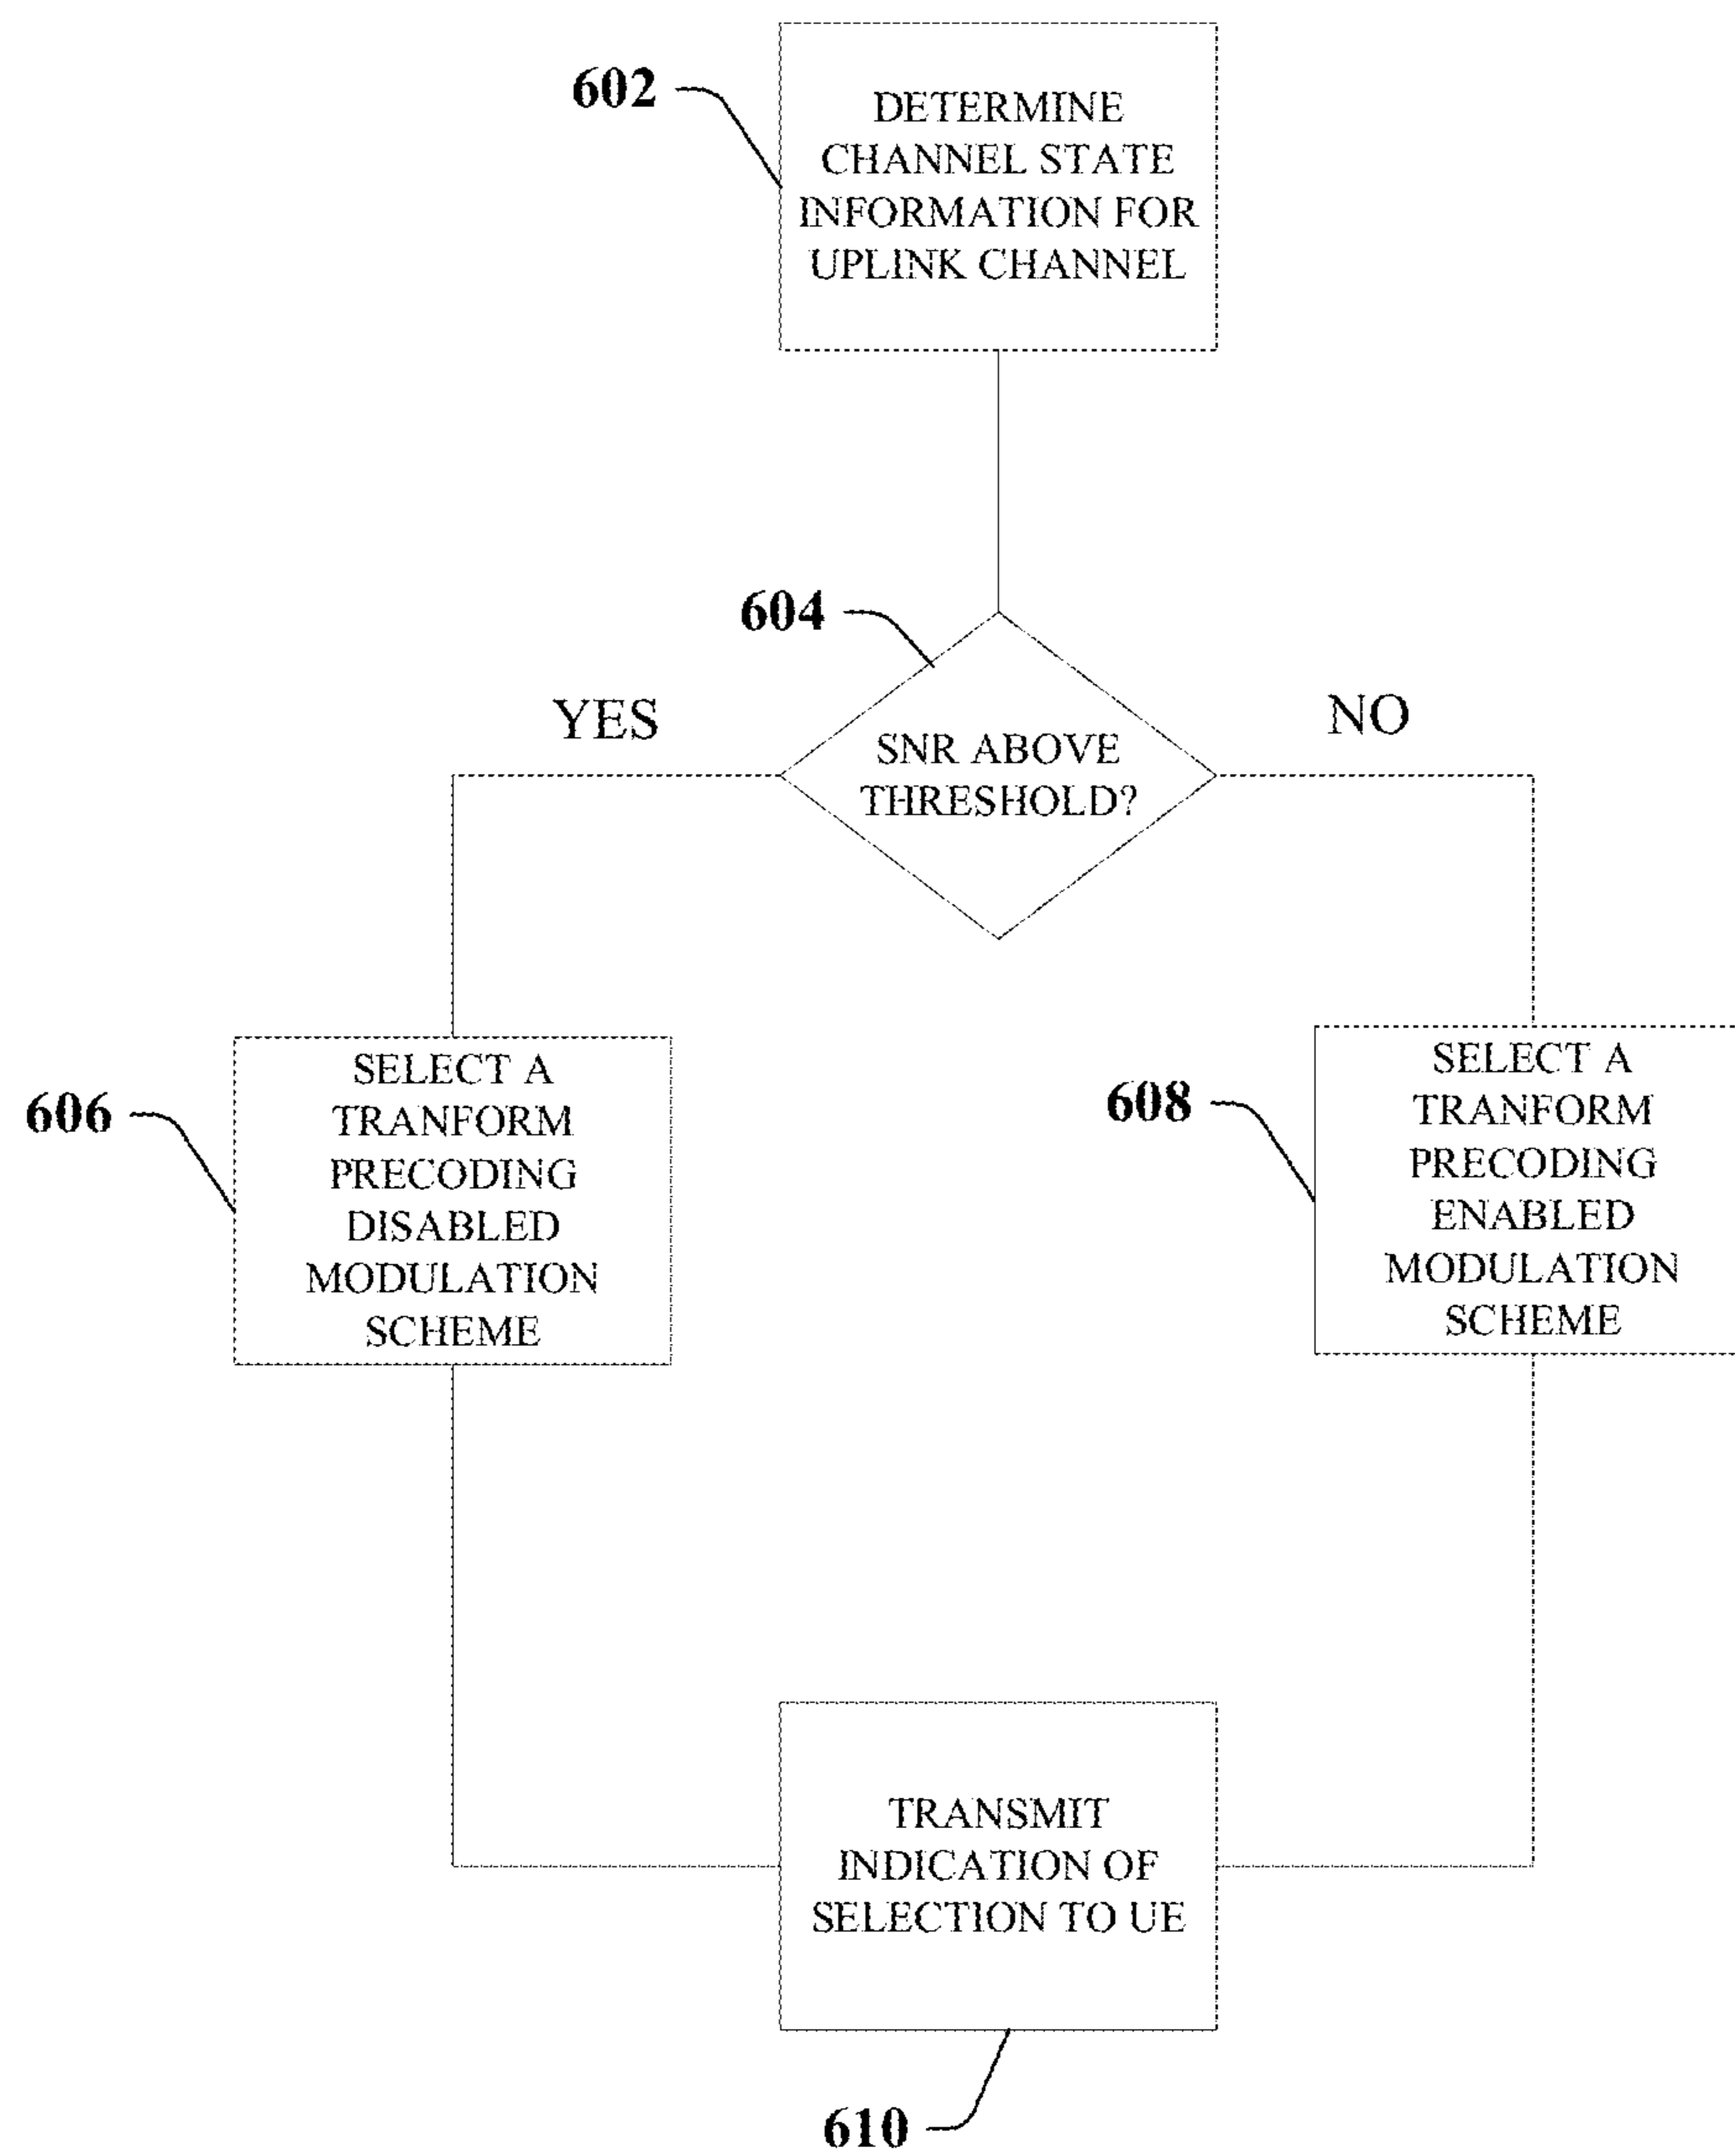 602
DETERMINE
CHANNEL STATE
INFORMATION FOR
UPLINK CHANNEL
604
YES
NO
SNR ABOVE
THRESHOLD?
606
SELECT A
TRANFORM
PRECODING
DISABLED
MODULATION
SCHEME
608
SELECT A
TRANFORM
PRECODING
ENABLED
MODULATION
SCHEME
TRANSMIT
INDICATION OF
SELECTION TO UE
610